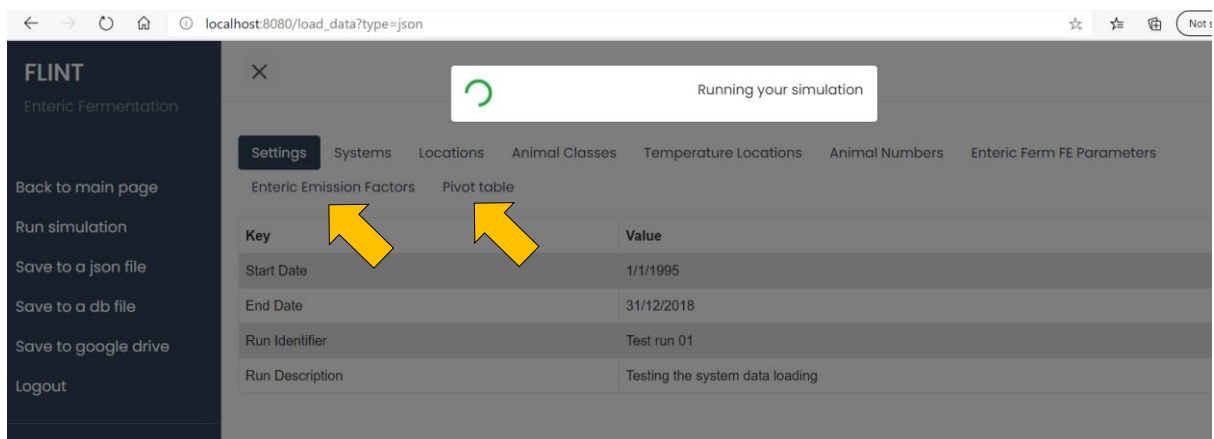 localhost:8080/load_data?type=json
Not s
FLINT
Enteric Fermentation
Running your simulation
Settings Systems Locations Animal Classes Temperature Locations Animal Numbers Enteric Ferm FE Parameters
Enteric Emission Factors Pivot table
Back to main page
Run simulation
Save to a json file
Save to a db file
Save to google drive
Logout
Key Value
Start Date 1/1/1995
End Date 31/12/2018
Run Identifier Test run 01
Run Description Testing the system data loading